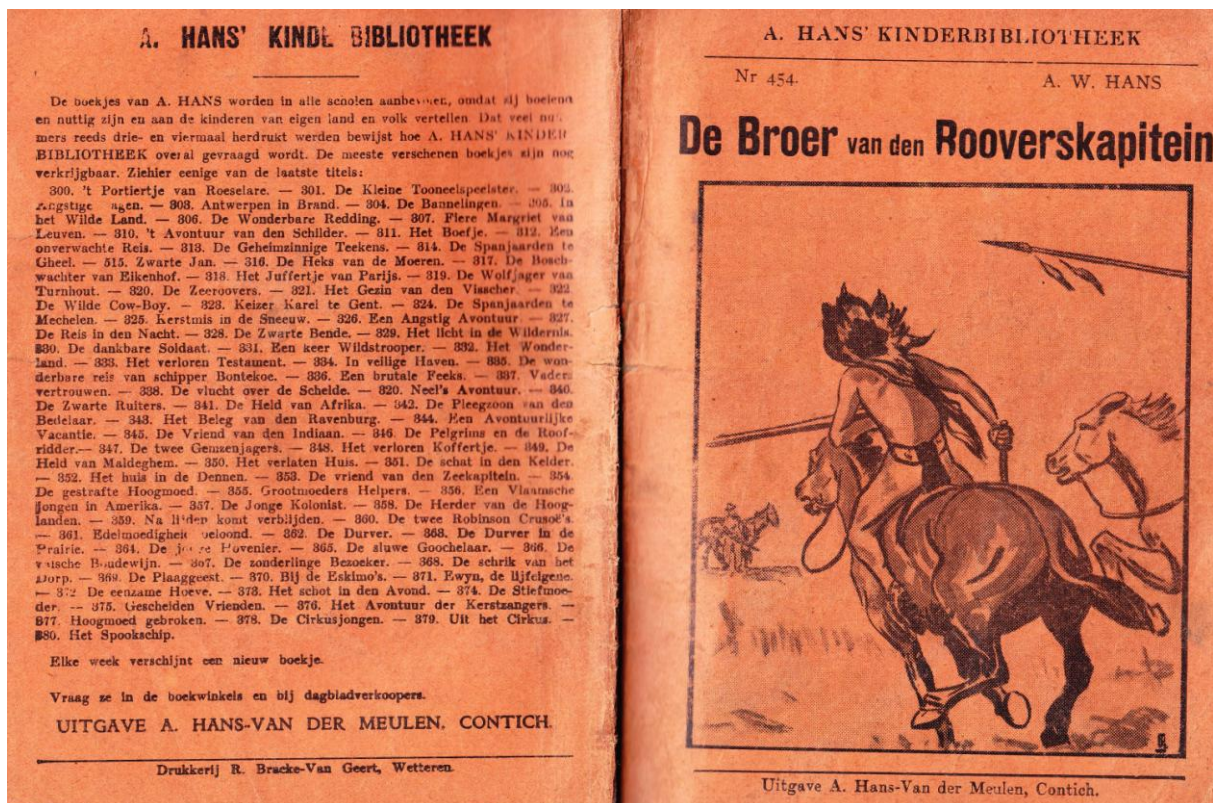 A. HANS' KINDE BIBLIOTHEEK
De boekjes van A. HANS worden in alle scholen omdat zij boeiend
en nuttig zijn en aan de kinderen van eigen land en volk vertellen Dat veel
mers reeds drie- en viermaal herdrukt werden bewijst hoe A. HANS' KINDER
BIBLIOTHEEK overal gevraagd wordt. De meeste verschenen boekjes zijn nog
verkrijgbaar. Ziehier eenige van de laatste titels:
300. 't Portiertje van Roeselare. — 301. De Kleine Tooneelspeelster. — 302.
Angstige agen. — 303. Antwerpen in Brand. — 304. De Bannelingen. — 305. In
het Wilde Land. — 306. De Wonderbare Redding. — 307. Fiere Margriet van
Leuven. — 310. 't Avontuur van den Schilder. — 311. Het Boefje. — 312. Een
onverwachte Reis. — 313. De Geheimzinnige Teekens. — 314. De Spanjaarden te
Gheel. — 515. Zwarte Jan. — 316. De Heks van de Moeren. — 317. De Bosch-
wachter van Eikenhof. — 318. Het Juffertje van Parijs. — 319. De Wolfjager van
Turnhout. — 320. De Zeeroovers. — 321. Het Gezin van den Visscher. — 322
De Wilde Cow-Boy. — 323. Keizer Karel te Gent. — 324. De Spanjaarden te
Mechelen. — 325. Kerstmis in de Sneeuw. — 326. Een Angstig Avontuur. — 327.
De Reis in den Nacht. — 328. De Zwarte Bende. — 329. Het licht in de Wildernis.
330. De dankbare Soldaat. — 331. Een keer Wildstrooper. — 332. Het Wonder-
land. — 333. Het verloren Testament. — 334. In veilige Haven. — 335. De won-
derbare reis van schipper Bontekoe. — 336. Een brutale Feeks. — 337. Vaders
vertrouwen. — 338. De vlucht over de Schelde. — 320. Neel's Avontuur. — 340.
De Zwarte Ruiters. — 341. De Held van Afrika. — 342. De Pleegzoon van den
Bedelaar. — 343. Het Beleg van den Ravenburg. — 344. Een Avontuurlijke
Vacantie. — 345. De Vriend van den Indiaan. — 346. De Pelgrims en de Roof-
ridder.— 347. De twee Gemzenjagers. — 348. Het verloren Koffertje. — 349. De
Held van Maldeghem. — 350. Het verlaten Huis. — 351. De schat in den Kelder.
— 352. Het huis in de Dennen. — 353. De vriend van den Zeekapitein. — 354.
De gestrafte Hoogmoed. — 355. Grootmoeders Helpers. — 356. Een Vlaamsche
Jongen in Amerika. — 357. De Jonge Kolonist. — 358. De Herder van de Hoog-
landen. — 359. Na lijden komt verblijden. — 360. De twee Robinson Crusoë's.
— 361. Edelmoedigheid beloond. — 362. De Durver. — 363. De Durver in de
Prairie. — 364. De Hovenier. — 365. De sluwe Goochelaar. — 366. De
valsche Boudewijn. — 367. De zonderlinge Bezoeker. — 368. De schrik van het
Dorp. — 369. De Plaaggeest. — 370. Bij de Eskimo's. — 371. Ewyn, de lijfeigene.
— 372 De eenzame Hoeve. — 373. Het schot in den Avond. — 374. De Stiefmoe-
der. — 375. Gescheiden Vrienden. — 376. Het Avontuur der Kerstzangers. —
377. Hoogmoed gebroken. — 378. De Cirkusjongen. — 379. Uit het Cirkus. —
380. Het Spookschip.
Elke week verschijnt een nieuw boekje.
Vraag ze in de boekwinkels en bij dagbladverkoopers.
UITGAVE A. HANS-VAN DER MEULEN, CONTICH.
Drukkerij R. Bracke-Van Geert, Wetteren.
A. HANS' KINDERBIBLIOTHEEK
Nr 454. A. W. HANS
De Broer van den Rooverskapitein
Uitgave A. Hans-Van der Meulen, Contich.